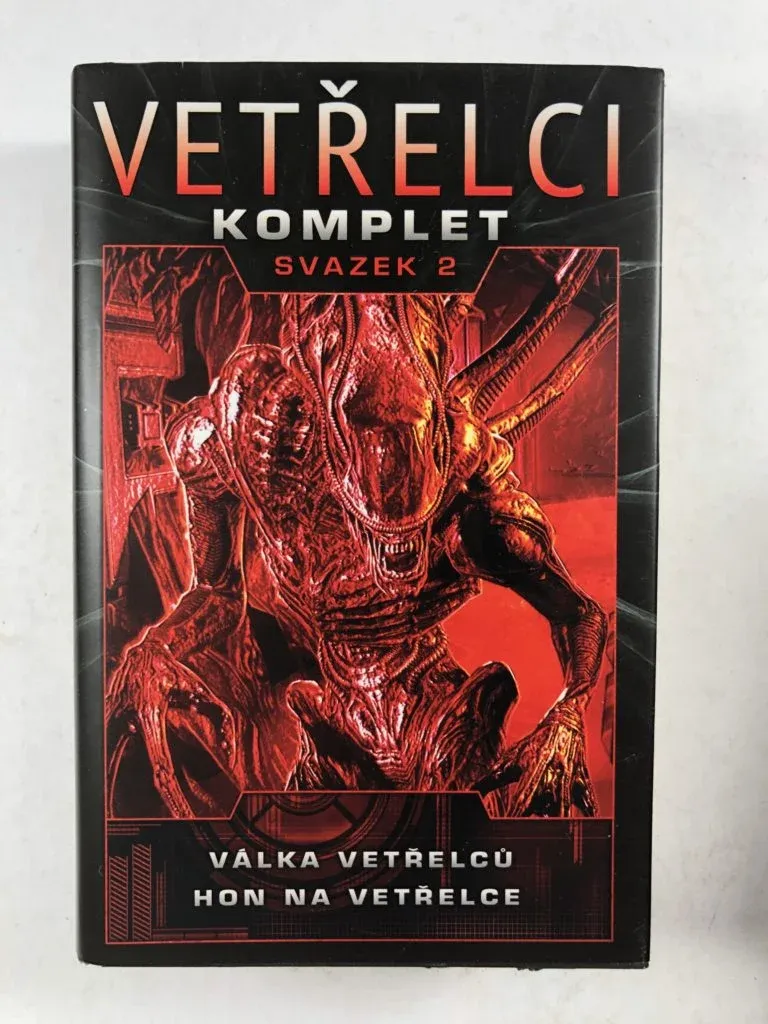 VETŘELCI
KOMPLET
SVAZEK 2
VÁLKA VETŘELCŮ
HON NA VETŘELCE